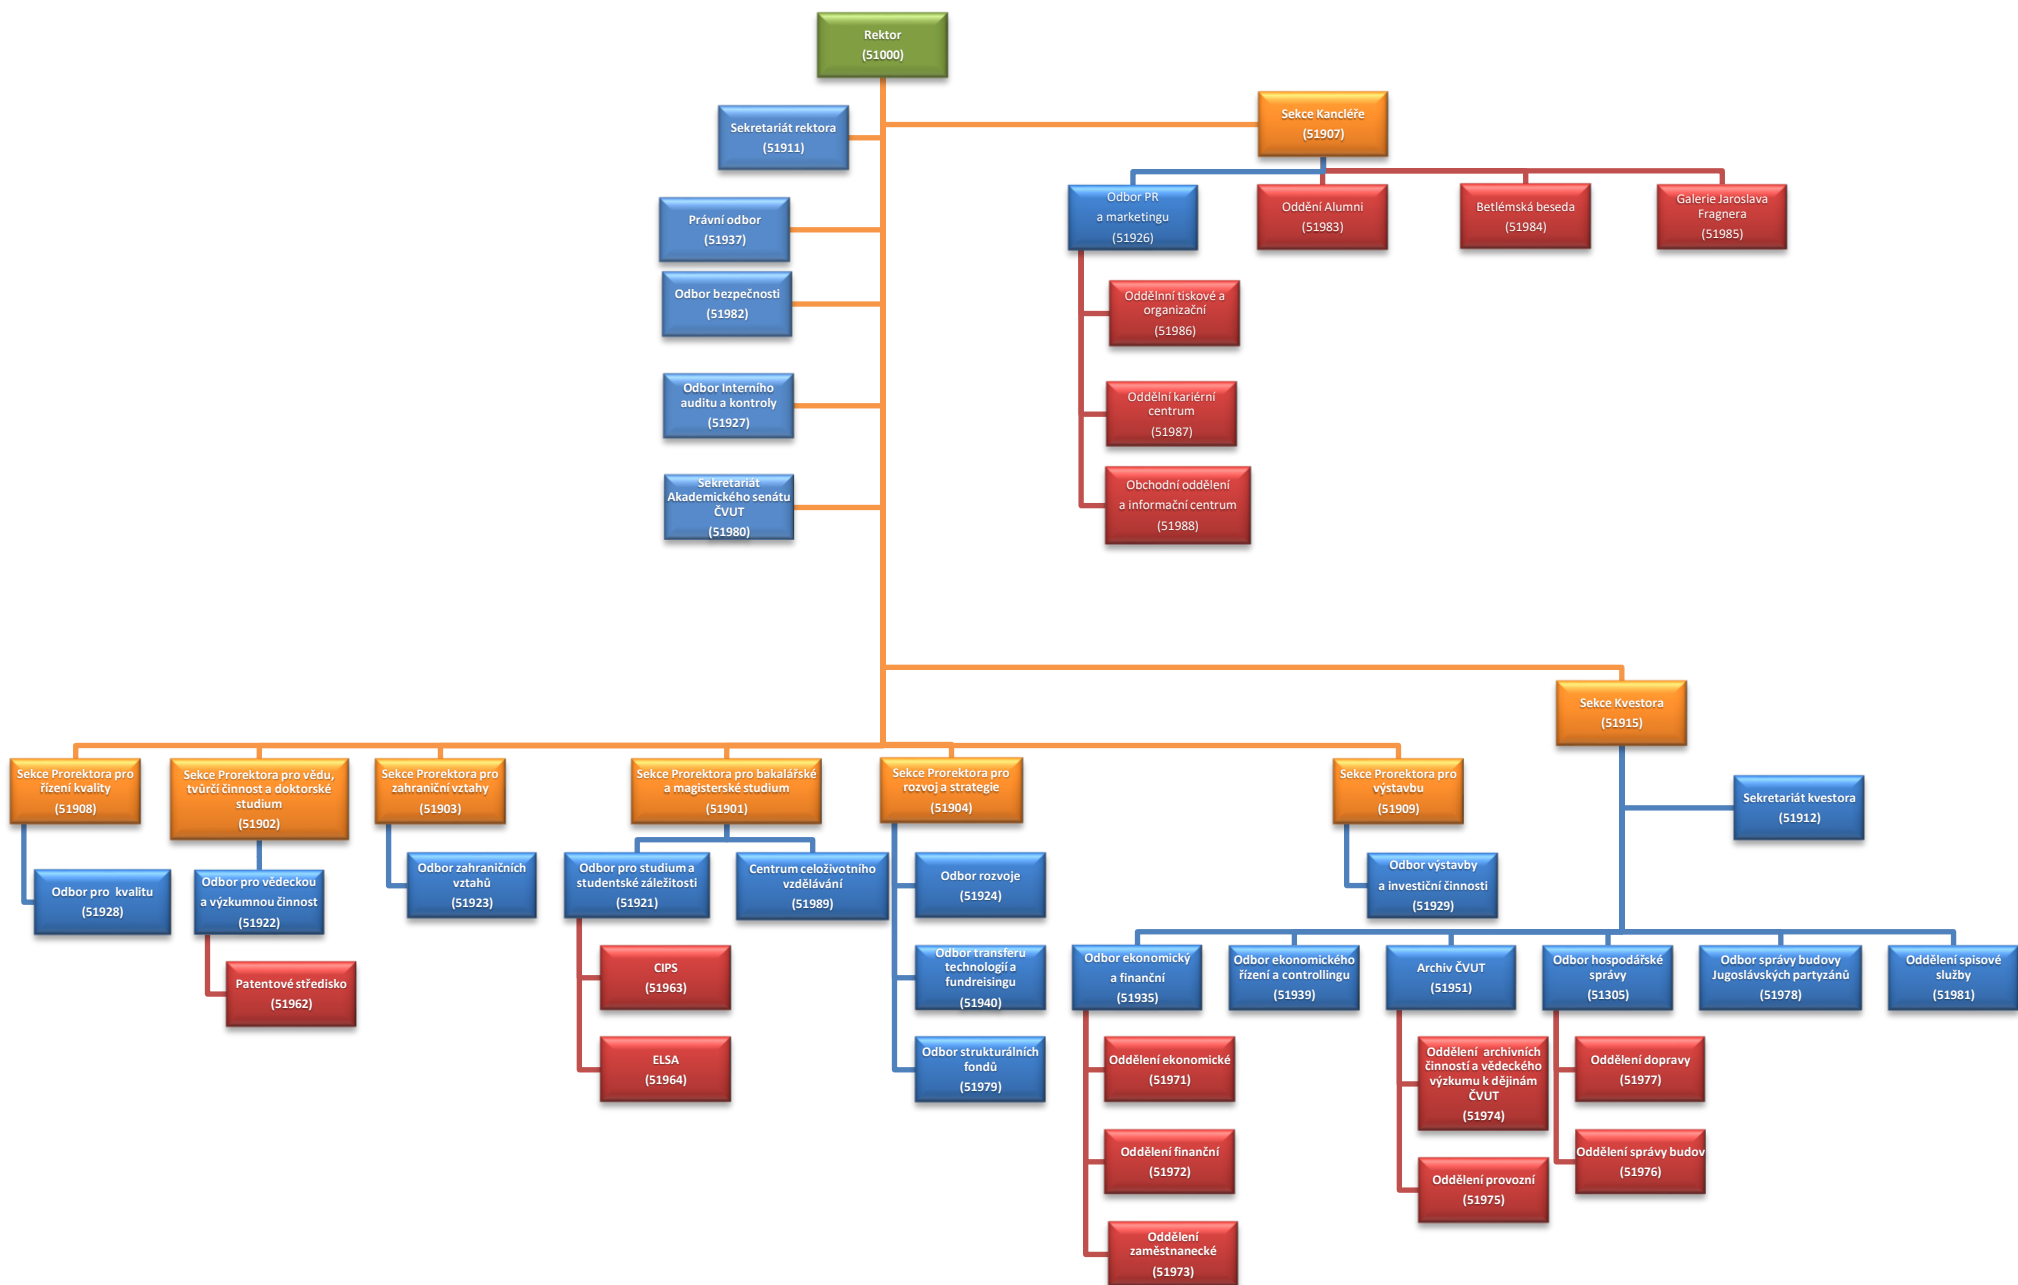 Rektor
(51000)
Sekretariát rektora
(51911)
Sekce Kancléře
(51907)
Právní odbor
(51937)
Odbor PR
a marketingu
(51926)
Oddění Alumni
(51983)
Betlémská beseda
(51984)
Galerie Jaroslava
Fragnera
(51985)
Odbor bezpečnosti
(51982)
Oddělnní tiskové a
organizační
(51986)
Odbor Interního
auditu a kontroly
(51927)
Oddělní kariérní
centrum
(51987)
Sekretariát
Akademického senátu
ČVUT
(51980)
Obchodní oddělení
a informační centrum
(51988)
Sekce Kvestora
(51915)
Sekce Prorektora pro
řízení kvality
(51908)
Sekce Prorektora pro vědu,
tvůrčí činnost a doktorské
studium
(51902)
Sekce Prorektora pro
zahraniční vztahy
(51903)
Sekce Prorektora pro bakalářské
a magisterské studium
(51901)
Sekce Prorektora pro
rozvoj a strategie
(51904)
Sekce Prorektora pro
výstavbu
(51909)
Sekretariát kvestora
(51912)
Odbor pro  kvalitu
(51928)
Odbor pro vědeckou
a výzkumnou činnost
(51922)
Odbor zahraničních
vztahů
(51923)
Odbor pro studium a
studentské záležitosti
(51921)
Centrum celoživotního
vzdělávání
(51989)
Odbor rozvoje
(51924)
Odbor výstavby
a investiční činnosti
(51929)
Patentové středisko
(51962)
CIPS
(51963)
Odbor transferu
technologií a
fundreisingu
(51940)
Odbor ekonomický
a finanční
(51935)
Odbor ekonomického
řízení a controllingu
(51939)
Archiv ČVUT
(51951)
Odbor hospodářské
správy
(51305)
Odbor správy budovy
Jugoslávských partyzánů
(51978)
Oddělení spisové
služby
(51981)
ELSA
(51964)
Odbor strukturálních
fondů
(51979)
Oddělení ekonomické
(51971)
Oddělení  archivních
činností a vědeckého
výzkumu k dějinám
ČVUT
(51974)
Oddělení dopravy
(51977)
Oddělení finanční
(51972)
Oddělení provozní
(51975)
Oddělení správy budov
(51976)
Oddělení
zaměstnanecké
(51973)